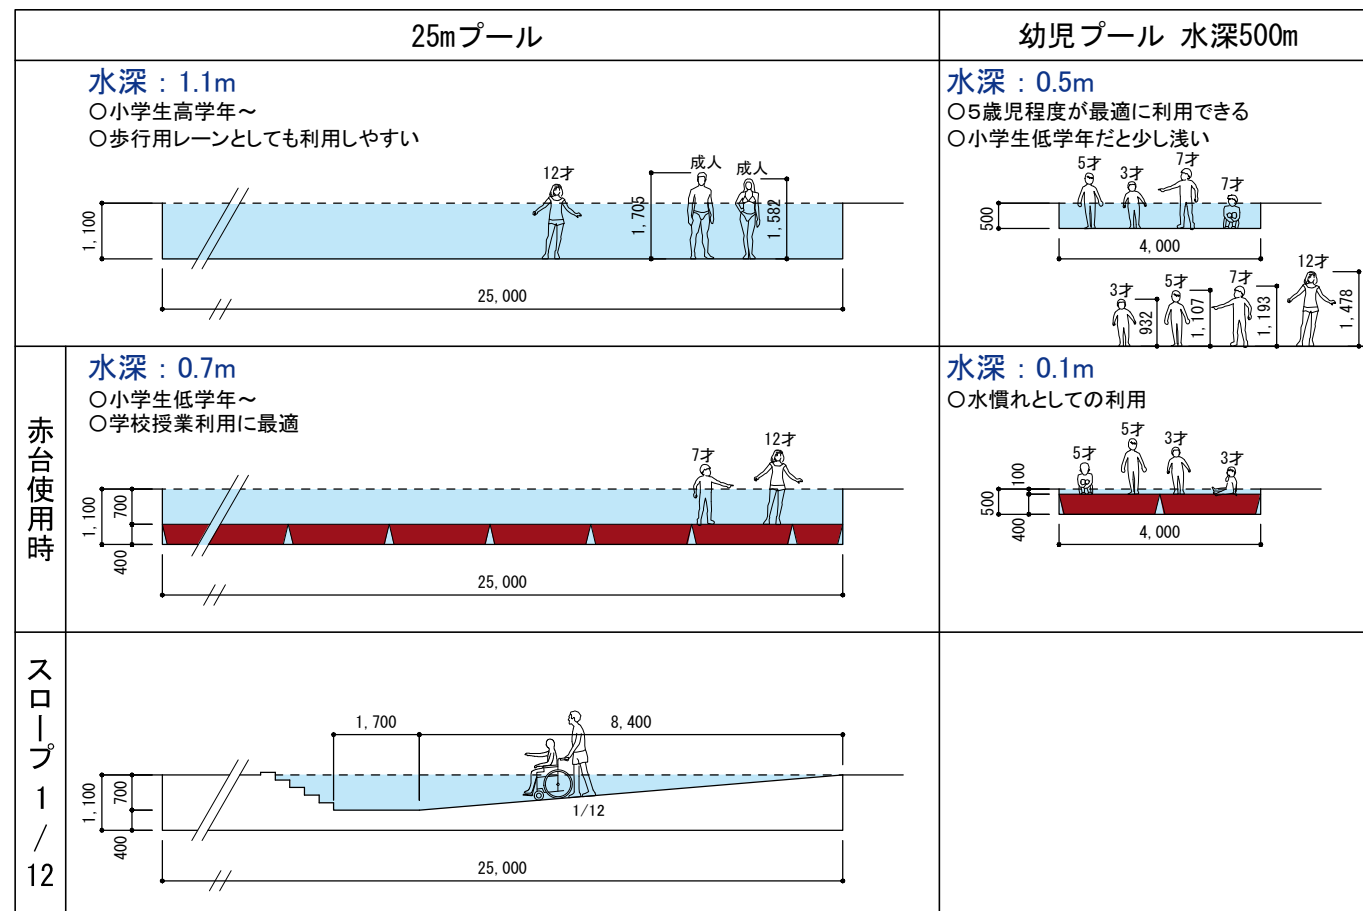 25mプール
幼児プール 水深500m
水深：1.1m
○小学生高学年～
○歩行用レーンとしても利用しやすい
12才
成人
成人
1,100
1,705
1,582
25,000
水深：0.5m
○5歳児程度が最適に利用できる
○小学生低学年だと少し浅い
5才
3才
7才
7才
500
4,000
3才
932
5才
1,107
7才
1,193
12才
1,478
赤台使用時
水深：0.7m
○小学生低学年～
○学校授業利用に最適
7才
12才
1,100
700
400
25,000
水深：0.1m
○水慣れとしての利用
5才
5才
3才
3才
500
100
400
4,000
スロープ1/12
1,700
8,400
1,100
700
400
1/12
25,000